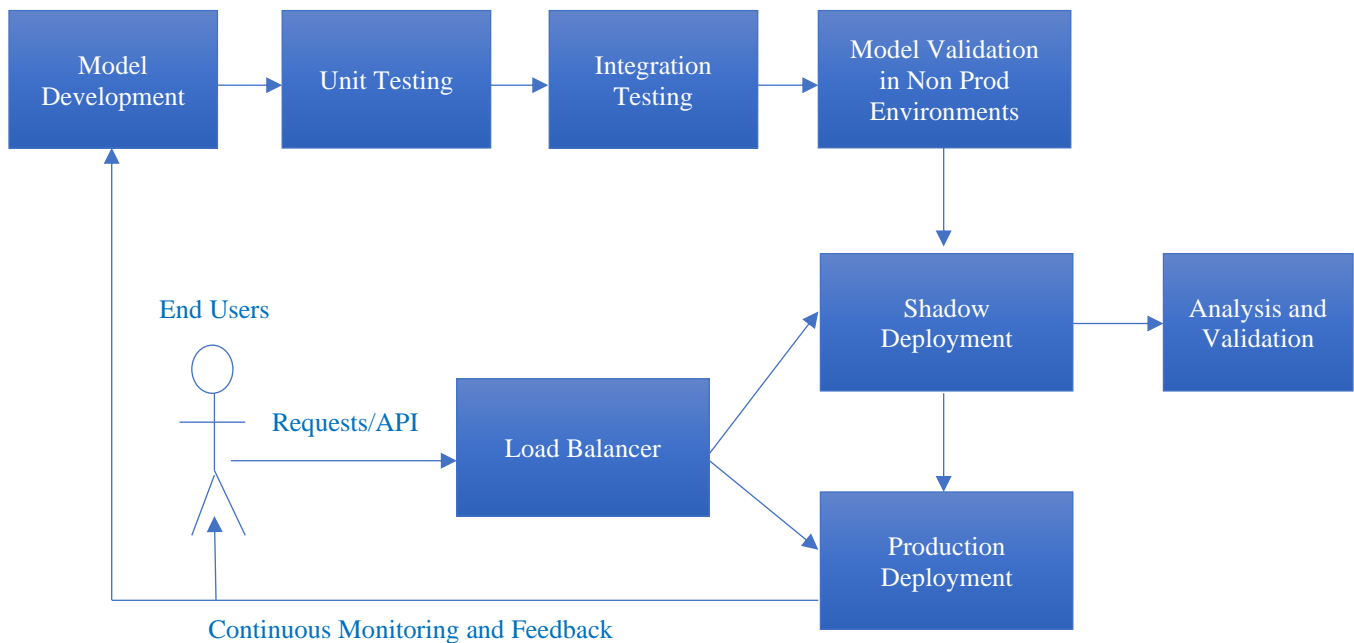 Model
Development
Unit Testing
Integration
Testing
Model Validation
in Non Prod
Environments
End Users
Shadow
Deployment
Analysis and
Validation
Requests/API
Load Balancer
Production
Deployment
Continuous Monitoring and Feedback